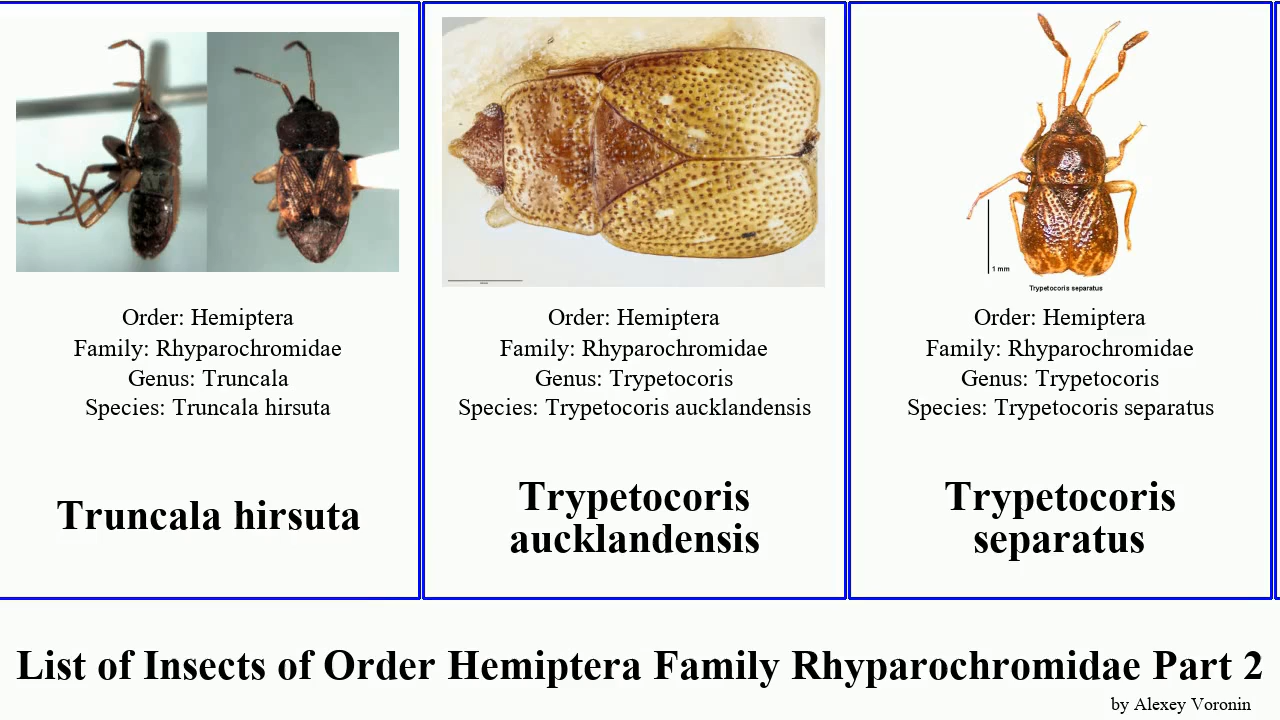 1 mm
Trypetocoris separatus
Order: Hemiptera
Family: Rhyparochromidae
Genus: Truncala
Species: Truncala hirsuta
Truncala hirsuta
Order: Hemiptera
Family: Rhyparochromidae
Genus: Trypetocoris
Species: Trypetocoris aucklandensis
Trypetocoris
aucklandensis
Order: Hemiptera
Family: Rhyparochromidae
Genus: Trypetocoris
Species: Trypetocoris separatus
Trypetocoris
separatus
List of Insects of Order Hemiptera Family Rhyparochromidae Part 2
by Alexey Voronin